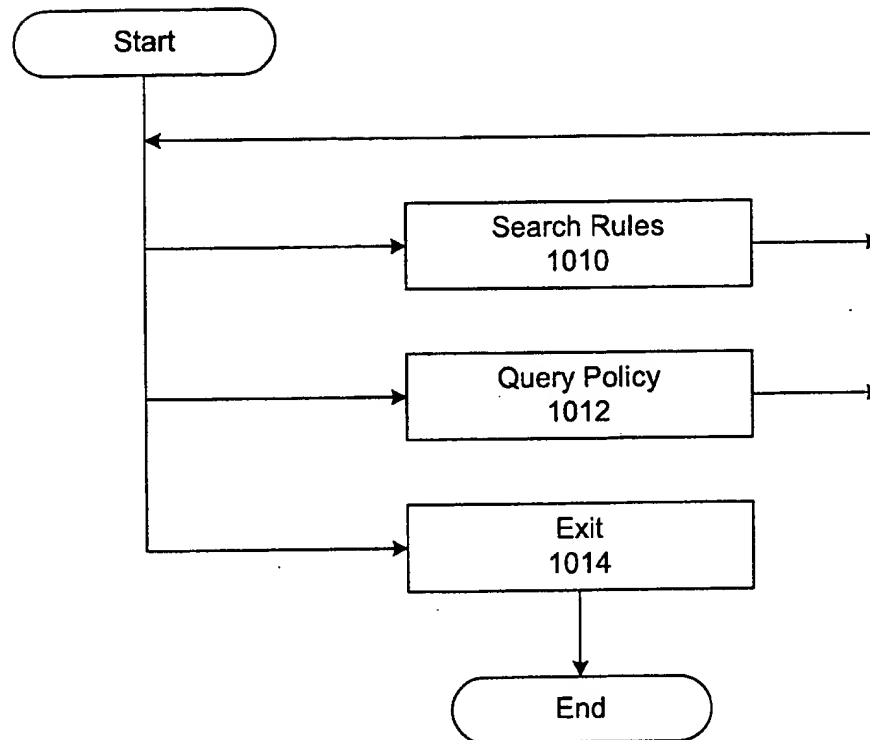 Start
Search Rules
1010
Query Policy
1012
Exit
1014
End